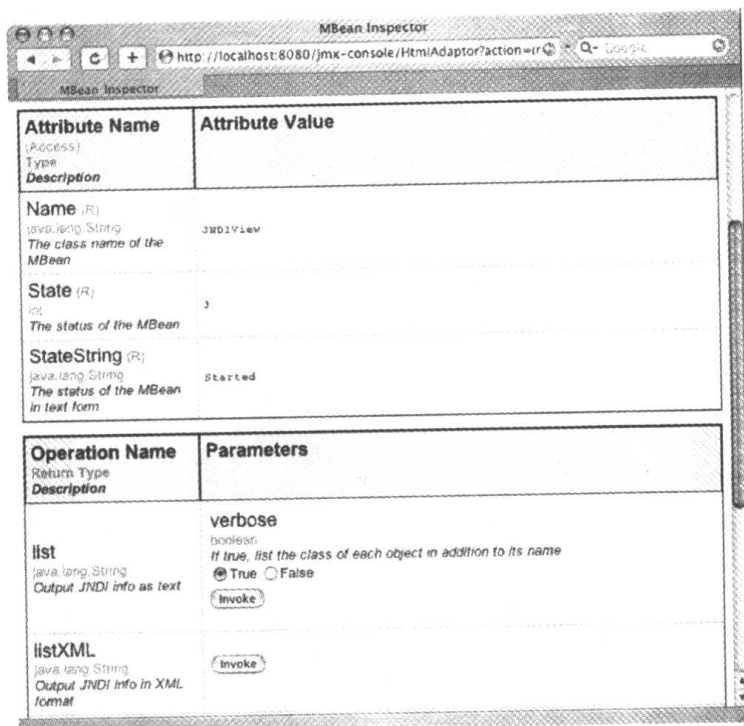 MBean Inspector
http://localhost:8080/jmx-console/HtmlAdaptor?action=
Q- Google
MBean Inspector
Attribute Name
(Access)
Type
Description
Attribute Value
Name (R)
java.lang.String
The class name of the
MBean
JNDIView
State (R)
int
The status of the MBean
3
StateString (R)
java.lang.String
The status of the MBean
in text form
Started
Operation Name
Return Type
Description
Parameters
list
java.lang.String
Output JNDI info as text
verbose
boolean
If true, list the class of each object in addition to its name
True False
Invoke
listXML
java.lang.String
Output JNDI info in XML
format
Invoke